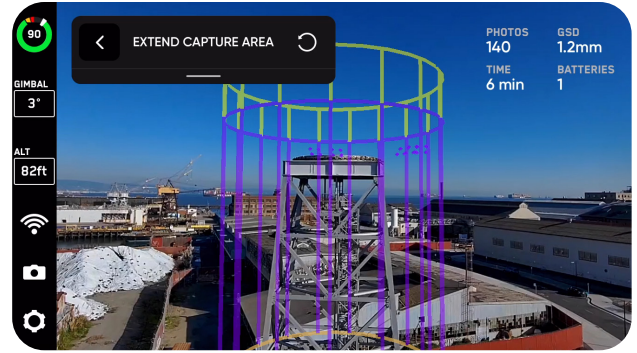 90
EXTEND CAPTURE AREA
PHOTOS GSD
140 1.2mm
TIME BATTERIES
6 min 1
GIMBAL
3°
ALT
82ft